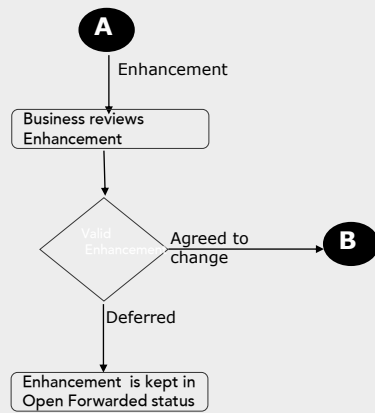 A
Enhancement
Business reviews
Enhancement
Valid
Enhancement
Agreed to
change
B
Deferred
Enhancement is kept in
Open Forwarded status